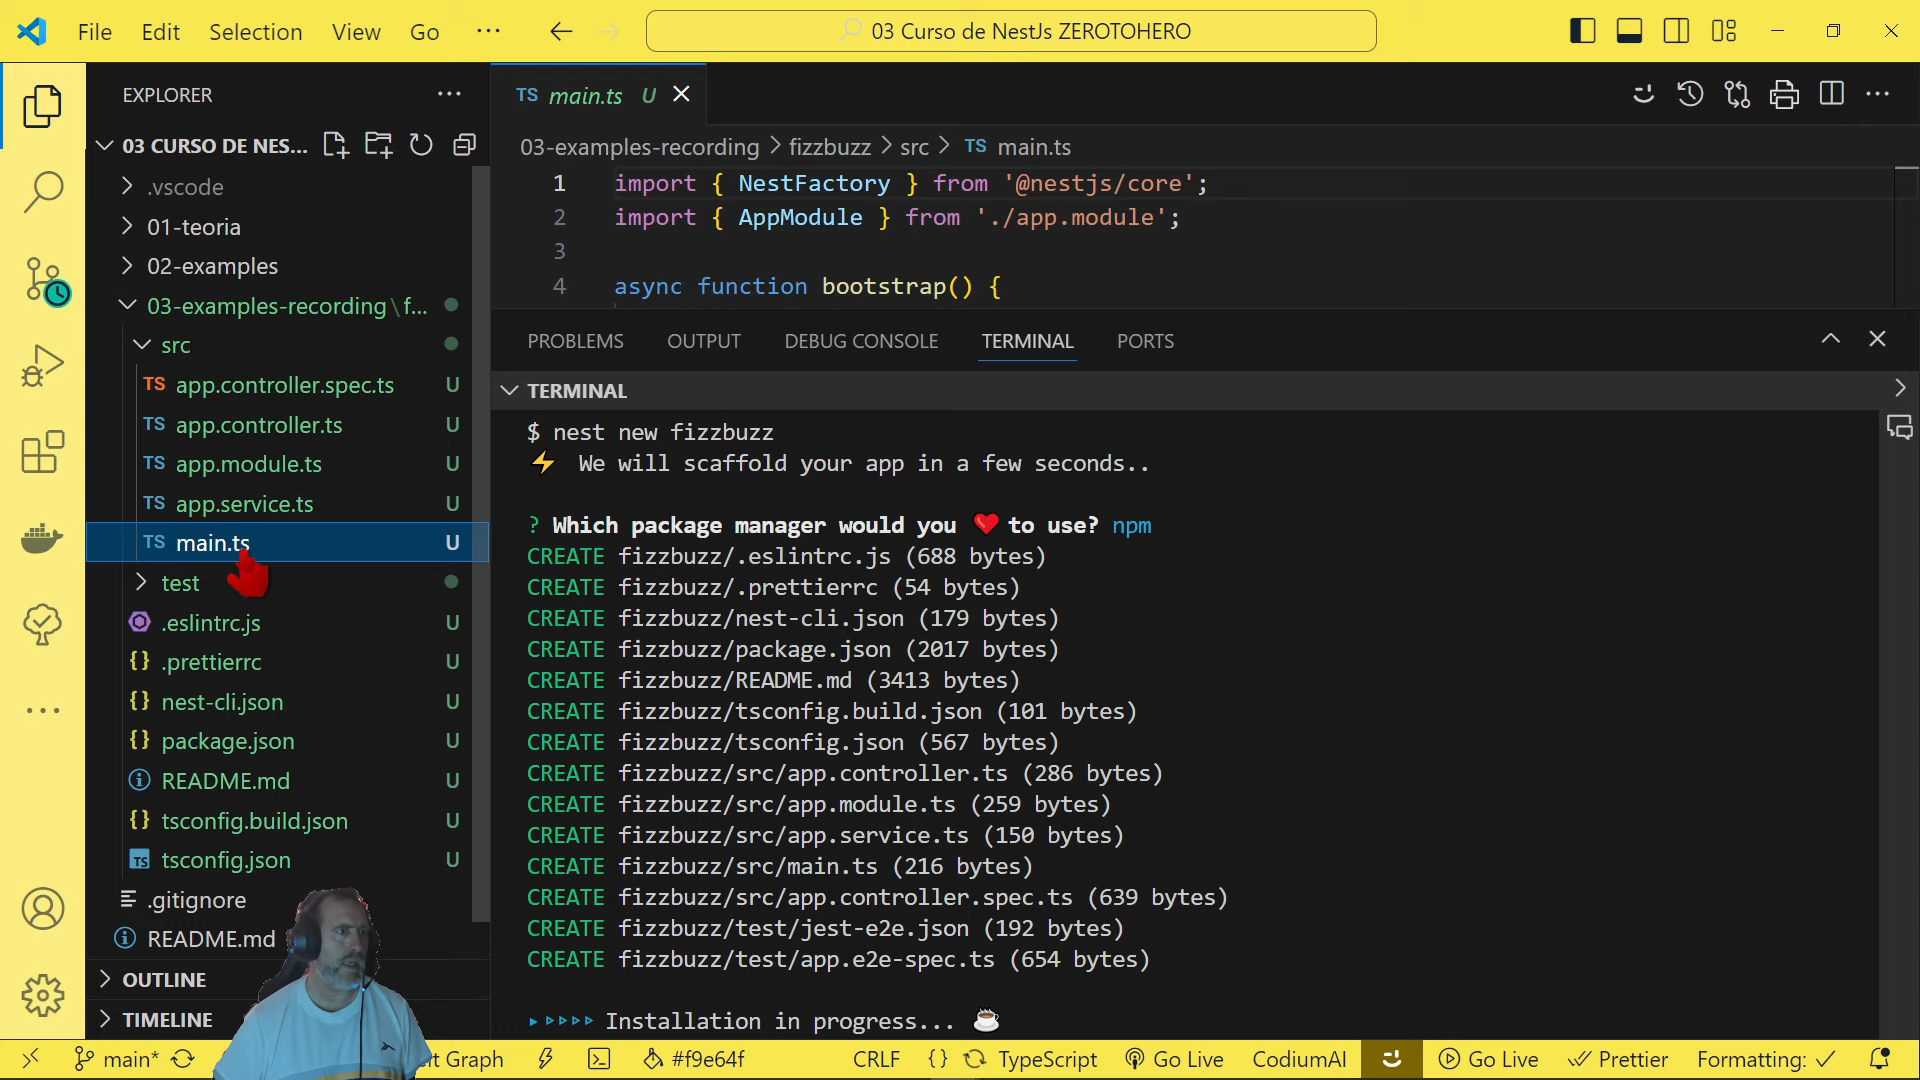 File Edit Selection View Go ···
03 Curso de NestJs ZEROTOHERO
EXPLORER
03 CURSO DE NES...
.vscode
01-teoria
02-examples
03-examples-recording\f...
src
TS app.controller.spec.ts U
TS app.controller.ts U
TS app.module.ts U
TS app.service.ts U
TS main.ts U
test
.eslintrc.js U
{} .prettierrc U
{} nest-cli.json U
{} package.json U
README.md U
{} tsconfig.build.json U
TS tsconfig.json U
.gitignore
README.md
OUTLINE
TIMELINE
TS main.ts U
03-examples-recording > fizzbuzz > src > TS main.ts
1 import { NestFactory } from '@nestjs/core';
2 import { AppModule } from './app.module';
3
4 async function bootstrap() {
PROBLEMS OUTPUT DEBUG CONSOLE TERMINAL PORTS
TERMINAL
$ nest new fizzbuzz
⚡ We will scaffold your app in a few seconds..
? Which package manager would you ❤️ to use? npm
CREATE fizzbuzz/.eslintrc.js (688 bytes)
CREATE fizzbuzz/.prettierrc (54 bytes)
CREATE fizzbuzz/nest-cli.json (179 bytes)
CREATE fizzbuzz/package.json (2017 bytes)
CREATE fizzbuzz/README.md (3413 bytes)
CREATE fizzbuzz/tsconfig.build.json (101 bytes)
CREATE fizzbuzz/tsconfig.json (567 bytes)
CREATE fizzbuzz/src/app.controller.ts (286 bytes)
CREATE fizzbuzz/src/app.module.ts (259 bytes)
CREATE fizzbuzz/src/app.service.ts (150 bytes)
CREATE fizzbuzz/src/main.ts (216 bytes)
CREATE fizzbuzz/src/app.controller.spec.ts (639 bytes)
CREATE fizzbuzz/test/jest-e2e.json (192 bytes)
CREATE fizzbuzz/test/app.e2e-spec.ts (654 bytes)
▸▹▹▹▹ Installation in progress... ☕
main* Graph #f9e64f CRLF {} TypeScript Go Live CodiumAI Go Live Prettier Formatting: ✓